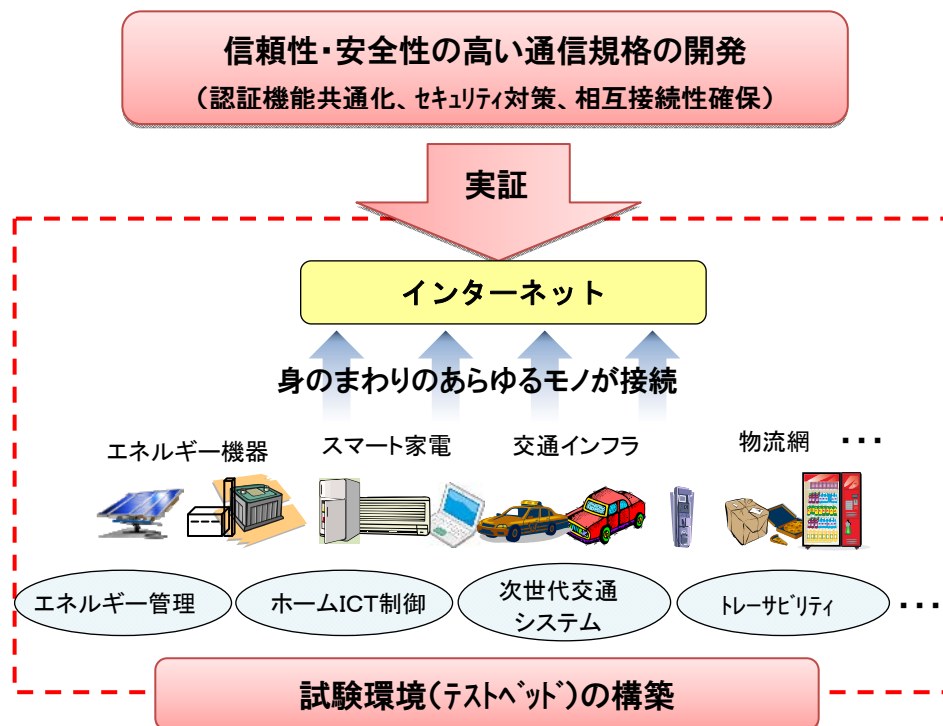 信頼性・安全性の高い通信規格の開発
（認証機能共通化、ｾｷｭﾘﾃｨ対策、相互接続性確保）
実証
インターネット
身のまわりのあらゆるモノが接続
エネルギー機器
スマート家電
交通インフラ
物流網
・・・
エネルギー管理
ホームICT制御
次世代交通
システム
ﾄﾚｰｻﾋﾞﾘﾃｨ
・・・
試験環境（ﾃｽﾄﾍﾞｯﾄﾞ）の構築